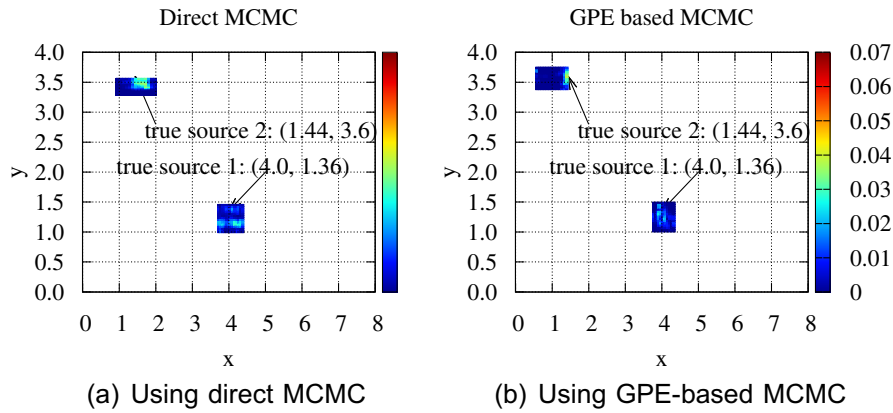 Direct MCMC
4.0
3.5
3.0
2.5
2.0
1.5
1.0
0.5
0.0
y
true source 2: (1.44, 3.6)
true source 1: (4.0, 1.36)
0 1 2 3 4 5 6 7 8
x
(a) Using direct MCMC
GPE based MCMC
4.0
3.5
3.0
2.5
2.0
1.5
1.0
0.5
0.0
y
true source 2: (1.44, 3.6)
true source 1: (4.0, 1.36)
0 1 2 3 4 5 6 7 8
x
0.07
0.06
0.05
0.04
0.03
0.02
0.01
0
(b) Using GPE-based MCMC